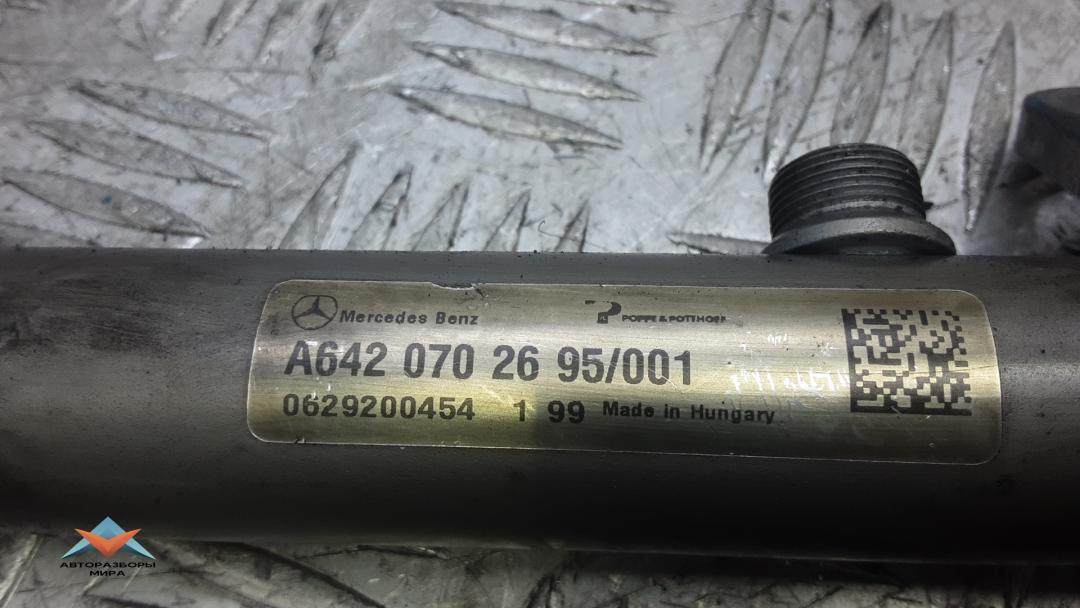 Mercedes Benz
POPPE & POTTHOFF
A642 070 26 95/001
0629200454 1 99 Made in Hungary
АВТОРАЗБОРЫ
МИРА